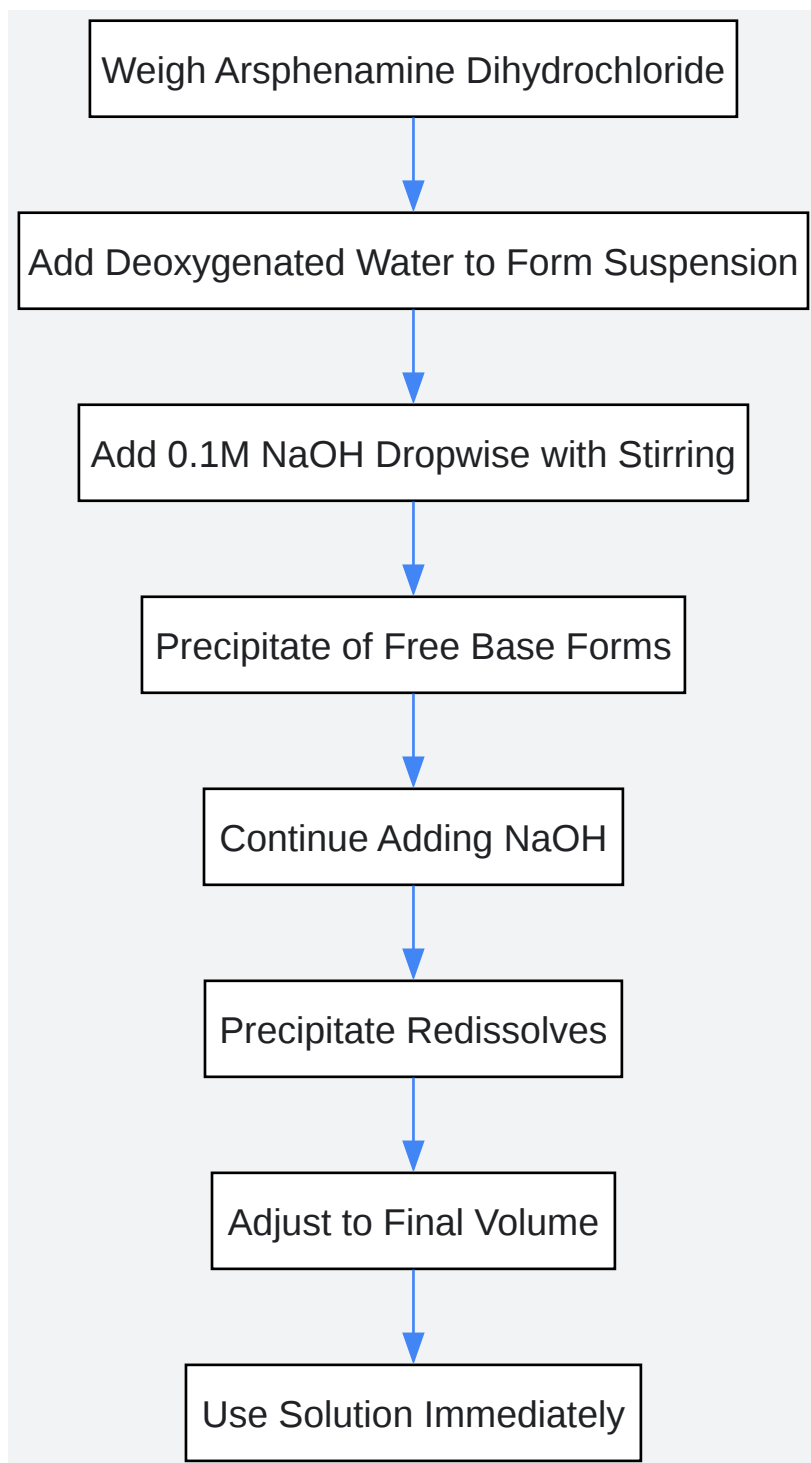 Weigh Arsphenamine Dihydrochloride
Add Deoxygenated Water to Form Suspension
Add 0.1M NaOH Dropwise with Stirring
Precipitate of Free Base Forms
Continue Adding NaOH
Precipitate Redissolves
Adjust to Final Volume
Use Solution Immediately